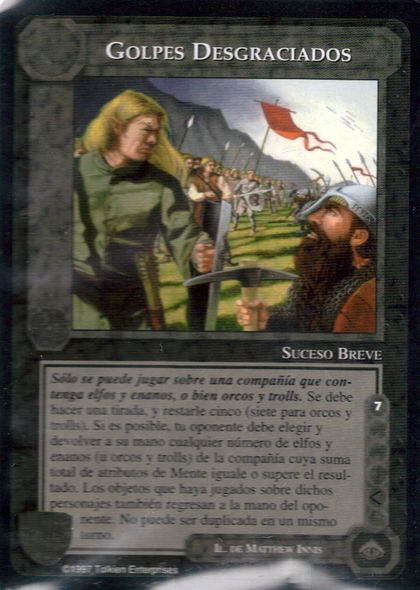 GOLPES DESGRACIADOS
SUCESO BREVE
Sólo se puede jugar sobre una compañía que con-
tenga elfos y enanos, o bien orcos y trolls. Se debe
hacer una tirada, y restarle cinco (siete para orcos y
trolls). Si es posible, tu oponente debe elegir y
devolver a su mano cualquier número de elfos y
enanos (u orcos y trolls) de la compañía cuya suma
total de atributos de Mente iguale o supere el resul-
tado. Los objetos que haya jugados sobre dichos
personajes también regresan a la mano del opo-
nente. No puede ser duplicada en un mismo
turno.
7
IL. DE MATTHEW INNIS
©1997 Tolkien Enterprises